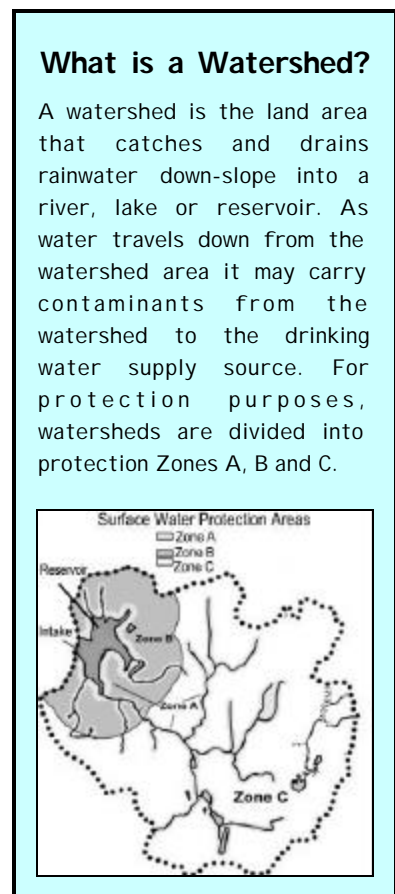 What is a Watershed?
A watershed is the land area
that catches and drains
rainwater down-slope into a
river, lake or reservoir. As
water travels down from the
watershed area it may carry
contaminants from the
watershed to the drinking
water supply source. For
protection purposes,
watersheds are divided into
protection Zones A, B and C.
Surface Water Protection Areas
Zone A
Zone B
Zone C
Reservoir
Intake
Zone B
Zone A
Zone C